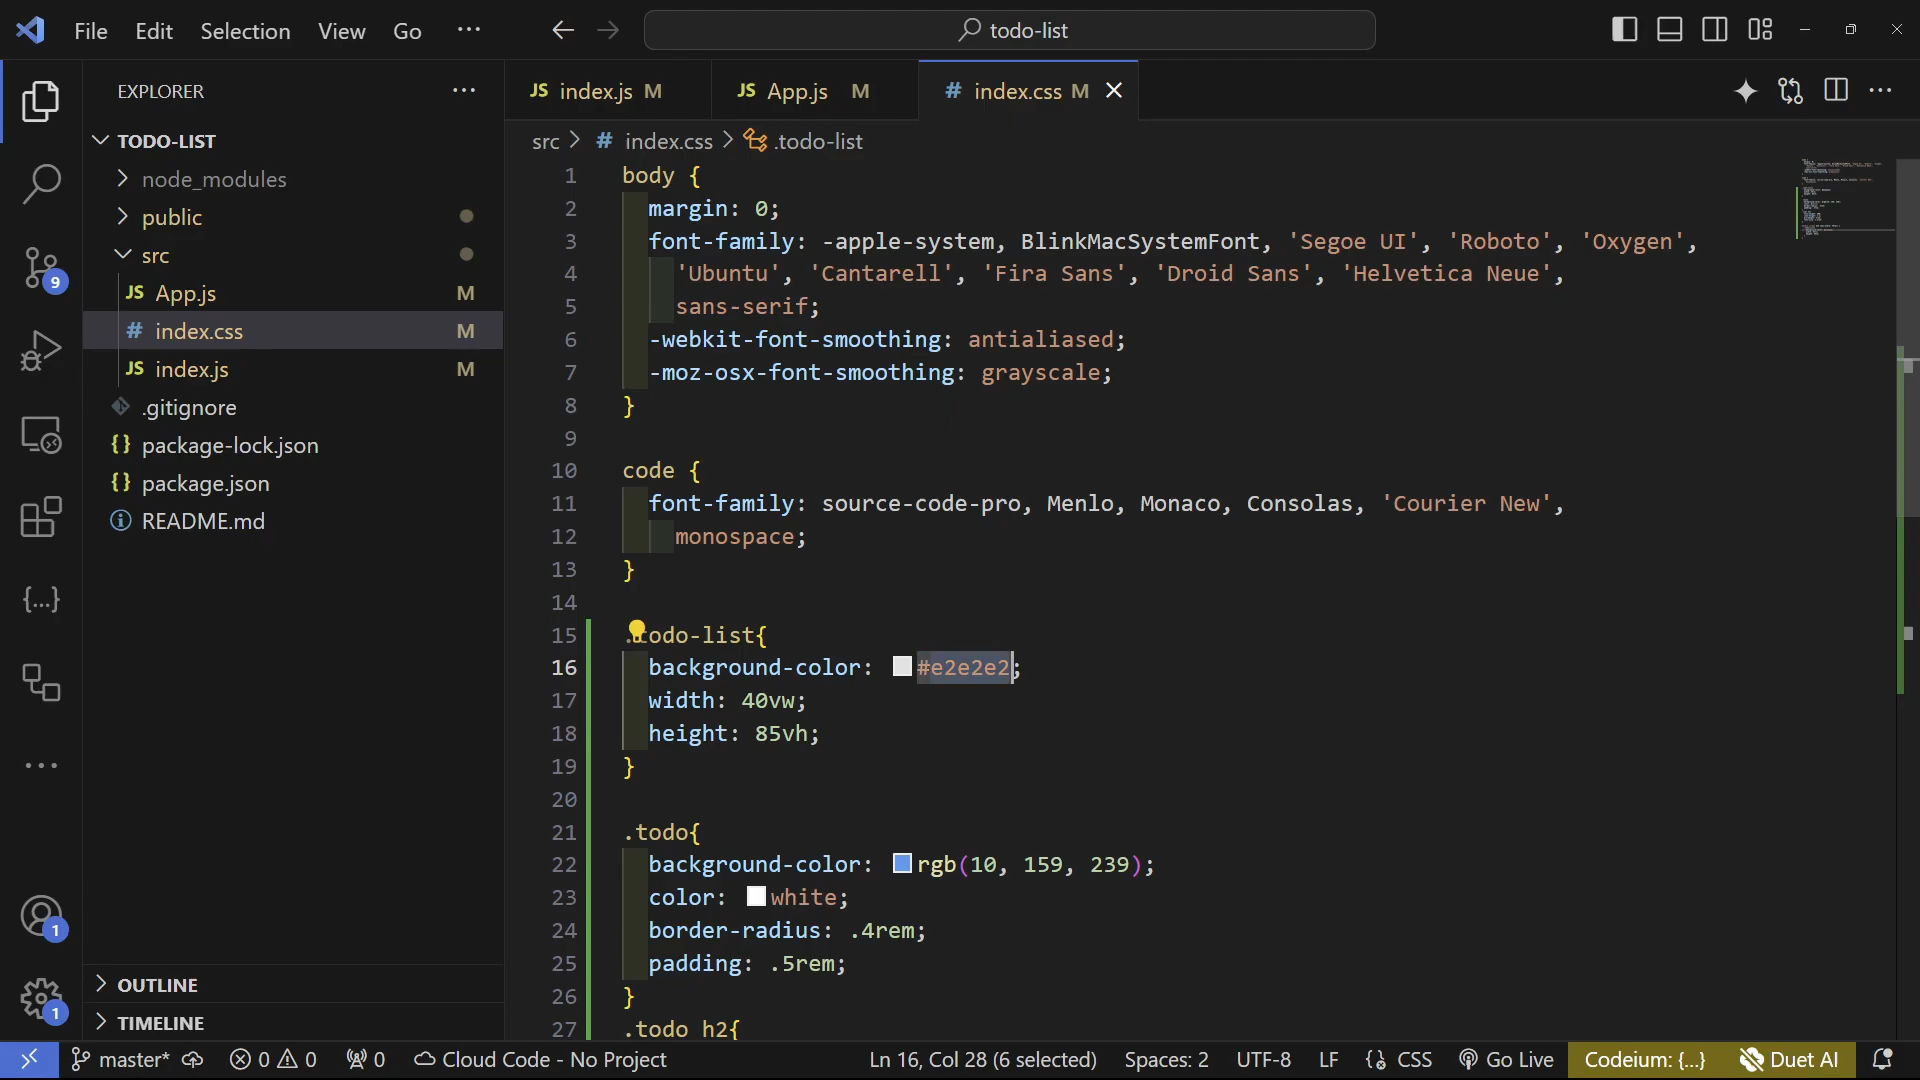 File Edit Selection View Go ···
todo-list
EXPLORER
TODO-LIST
node_modules
public
src
JS App.js M
# index.css M
JS index.js M
.gitignore
{} package-lock.json
{} package.json
README.md
OUTLINE
TIMELINE
9
{...}
1
1
JS index.js M
JS App.js M
# index.css M
src > # index.css > .todo-list
1 body {
2 margin: 0;
3 font-family: -apple-system, BlinkMacSystemFont, 'Segoe UI', 'Roboto', 'Oxygen',
4 'Ubuntu', 'Cantarell', 'Fira Sans', 'Droid Sans', 'Helvetica Neue',
5 sans-serif;
6 -webkit-font-smoothing: antialiased;
7 -moz-osx-font-smoothing: grayscale;
8 }
9
10 code {
11 font-family: source-code-pro, Menlo, Monaco, Consolas, 'Courier New',
12 monospace;
13 }
14
15 .todo-list{
16 background-color: #e2e2e2;
17 width: 40vw;
18 height: 85vh;
19 }
20
21 .todo{
22 background-color: rgb(10, 159, 239);
23 color: white;
24 border-radius: .4rem;
25 padding: .5rem;
26 }
27 .todo h2{
master* 0 0 0 Cloud Code - No Project Ln 16, Col 28 (6 selected) Spaces: 2 UTF-8 LF {} CSS Go Live Codeium: {...} Duet AI